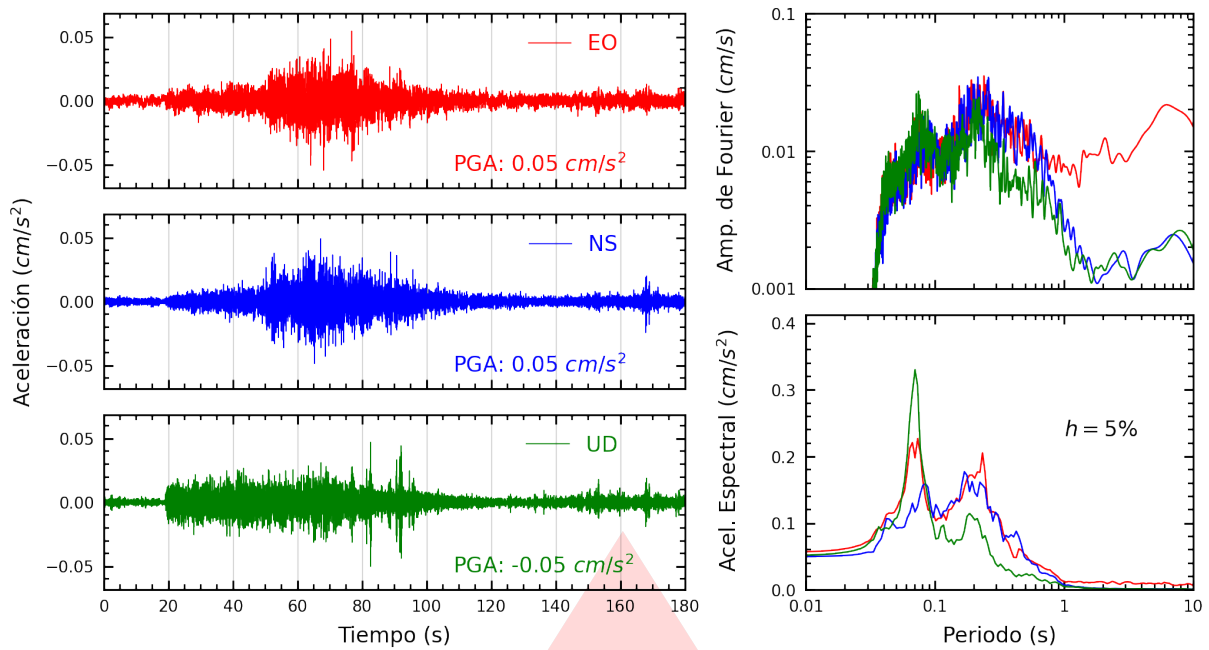 Aceleración (cm/s²)
0.05
0.00
−0.05
EO
PGA: 0.05 cm/s²
0.05
0.00
−0.05
NS
PGA: 0.05 cm/s²
0.05
0.00
−0.05
UD
PGA: -0.05 cm/s²
0 20 40 60 80 100 120 140 160 180
Tiempo (s)
Amp. de Fourier (cm/s)
0.1
0.01
0.001
Acel. Espectral (cm/s²)
0.4
0.3
0.2
0.1
0.0
h = 5%
0.01 0.1 1 10
Periodo (s)